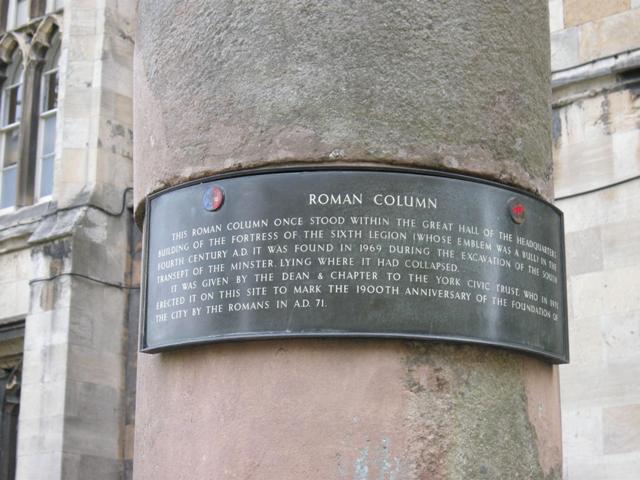 ROMAN COLUMN
THIS ROMAN COLUMN ONCE STOOD WITHIN THE GREAT HALL OF THE HEADQUARTERS
BUILDING OF THE FORTRESS OF THE SIXTH LEGION (WHOSE EMBLEM WAS A BULL) IN THE
FOURTH CENTURY A.D. IT WAS FOUND IN 1969 DURING THE EXCAVATION OF THE SOUTH
TRANSEPT OF THE MINSTER, LYING WHERE IT HAD COLLAPSED.
IT WAS GIVEN BY THE DEAN & CHAPTER TO THE YORK CIVIC TRUST, WHO IN 1971
ERECTED IT ON THIS SITE TO MARK THE 1900TH ANNIVERSARY OF THE FOUNDATION OF
THE CITY BY THE ROMANS IN A.D. 71.